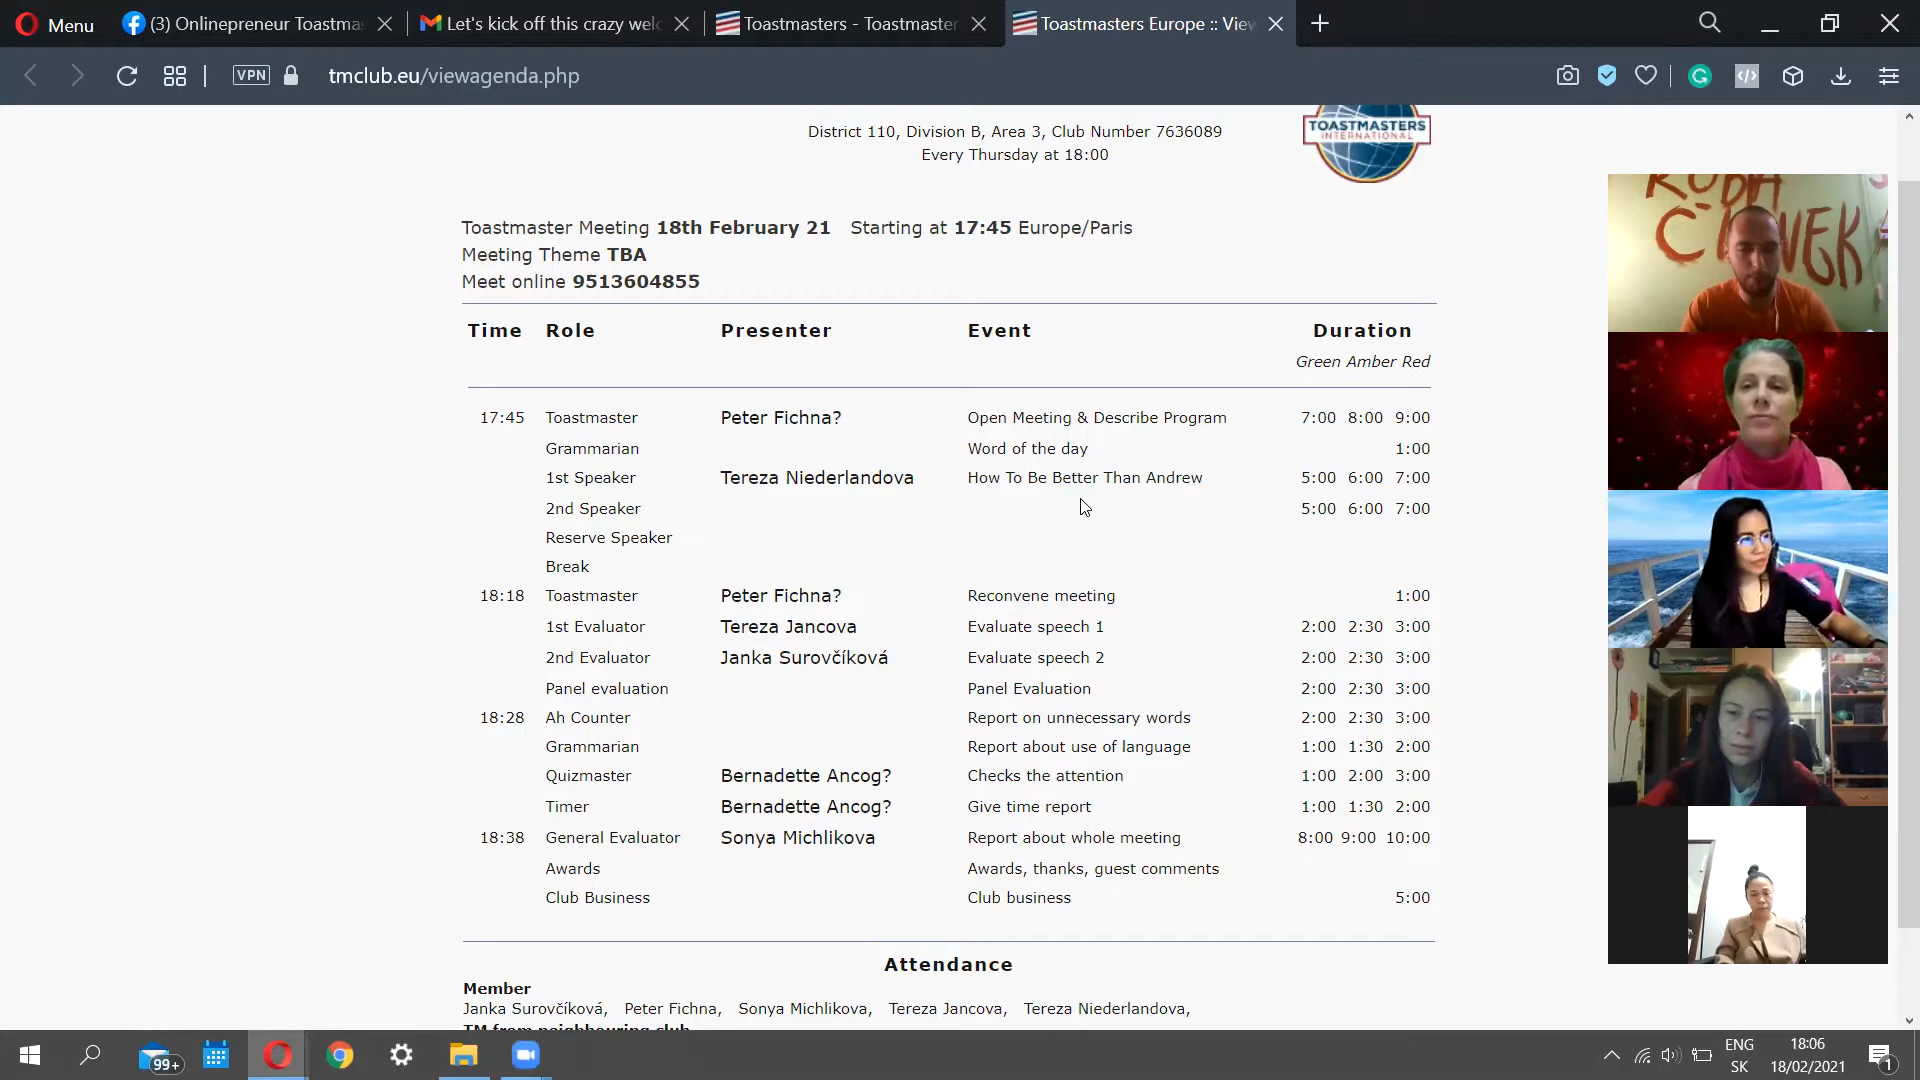 Menu
(3) Onlinepreneur Toastma
Let's kick off this crazy welc
Toastmasters - Toastmaster
Toastmasters Europe :: View
VPN
tmclub.eu/viewagenda.php
District 110, Division B, Area 3, Club Number 7636089
Every Thursday at 18:00
TOASTMASTERS
INTERNATIONAL
Toastmaster Meeting 18th February 21 Starting at 17:45 Europe/Paris
Meeting Theme TBA
Meet online 9513604855
Time Role Presenter Event Duration
Green Amber Red
17:45 Toastmaster Peter Fichna? Open Meeting & Describe Program 7:00 8:00 9:00
Grammarian Word of the day 1:00
1st Speaker Tereza Niederlandova How To Be Better Than Andrew 5:00 6:00 7:00
2nd Speaker 5:00 6:00 7:00
Reserve Speaker
Break
18:18 Toastmaster Peter Fichna? Reconvene meeting 1:00
1st Evaluator Tereza Jancova Evaluate speech 1 2:00 2:30 3:00
2nd Evaluator Janka Surovčíková Evaluate speech 2 2:00 2:30 3:00
Panel evaluation Panel Evaluation 2:00 2:30 3:00
18:28 Ah Counter Report on unnecessary words 2:00 2:30 3:00
Grammarian Report about use of language 1:00 1:30 2:00
Quizmaster Bernadette Ancog? Checks the attention 1:00 2:00 3:00
Timer Bernadette Ancog? Give time report 1:00 1:30 2:00
18:38 General Evaluator Sonya Michlikova Report about whole meeting 8:00 9:00 10:00
Awards Awards, thanks, guest comments
Club Business Club business 5:00
Attendance
Member
Janka Surovčíková, Peter Fichna, Sonya Michlikova, Tereza Jancova, Tereza Niederlandova,
TM from neighbouring club
99+
ENG
SK
18:06
18/02/2021
1